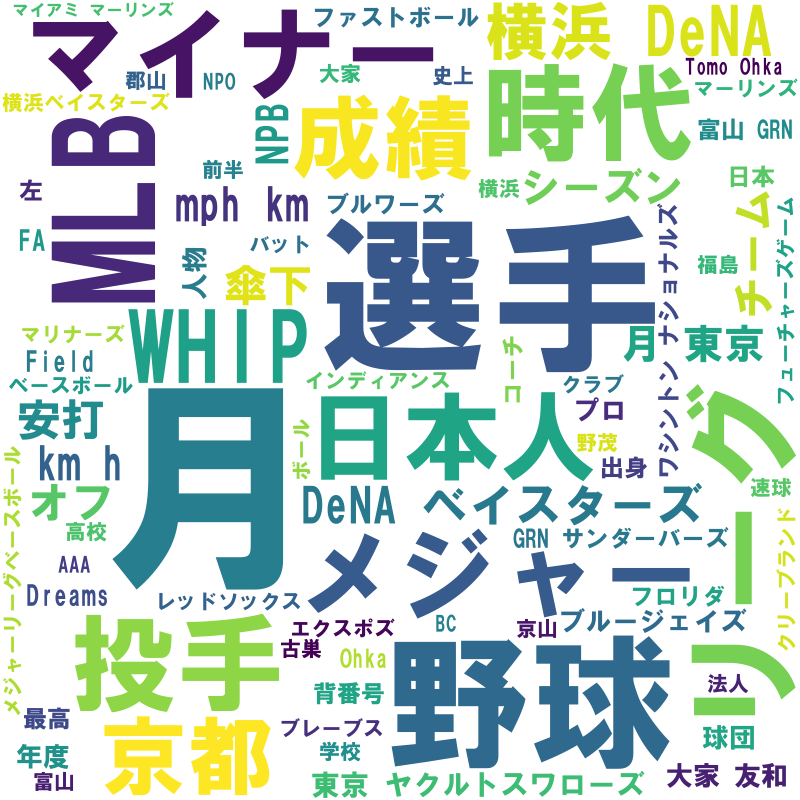 マイアミ マーリンズ
ファストボール
横浜 DeNA
マイナー
郡山
NPO
大家
史上
Tomo Ohka
横浜ベイスターズ
マーリンズ
成績
時代
NPB
MLB
富山 GRN
前半
左
mph km
横浜
シーズン
日本
ブルワーズ
選手
FA
バット
人物
傘下
ワシントン ナショナルズ
福島
チーム
フューチャーズゲーム
マリナーズ
WHIP
Field
コーチ
月
東京
ベースボール
インディアンス
クラブ
安打
月
日本人
プロ
リーグ
野茂
ボール
km h
出身
メジャーリーグベースボール
オフ
DeNA ベイスターズ
速球
高校
GRN サンダーバーズ
AAA
メジャー
クリーブランド
Dreams
レッドソックス
フロリダ
投手
エクスポズ
BC
京山
ブルージェイズ
古巣
Ohka
野球
法人
背番号
最高
京都
ブレーブス
球団
年度
学校
富山
東京 ヤクルトスワローズ
大家 友和